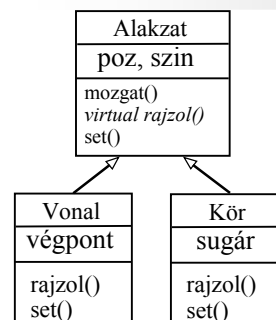 Alakzat
poz, szin
mozgat()
virtual rajzol()
set()
Vonal
végpont
rajzol()
set()
Kör
sugár
rajzol()
set()